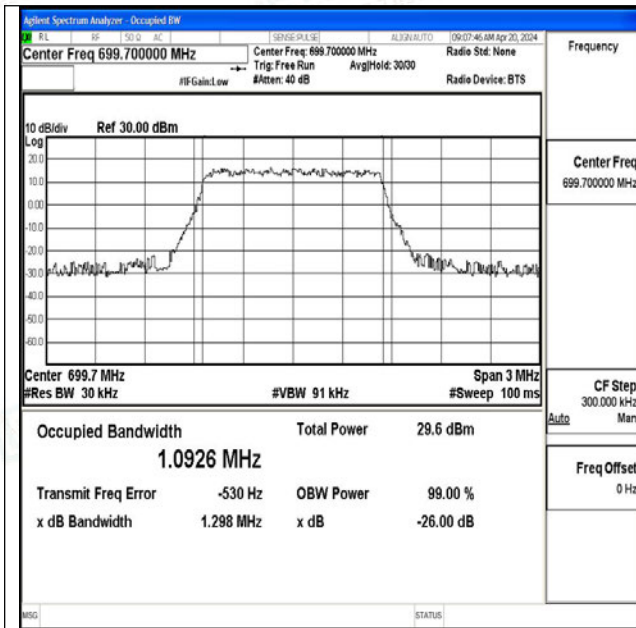 Agilent Spectrum Analyzer - Occupied BW
RL RF 50 Ω AC SENSE:PULSE ALIGNAUTO 09:07:46 AM Apr 20, 2024
Center Freq 699.700000 MHz
Center Freq: 699.700000 MHz
Radio Std: None
Trig: Free Run Avg|Hold: 30/30
#IFGain:Low
#Atten: 40 dB
Radio Device: BTS
10 dB/div Ref 30.00 dBm
Log
20.0
10.0
0.00
-10.0
-20.0
-30.0
-40.0
-50.0
-60.0
Center 699.7 MHz
Span 3 MHz
#Res BW 30 kHz
#VBW 91 kHz
#Sweep 100 ms
Occupied Bandwidth
Total Power 29.6 dBm
1.0926 MHz
Transmit Freq Error -530 Hz
OBW Power 99.00 %
x dB Bandwidth 1.298 MHz
x dB -26.00 dB
MSG
STATUS
Frequency
Center Freq
699.700000 MHz
CF Step
300.000 kHz
Auto Man
Freq Offset
0 Hz